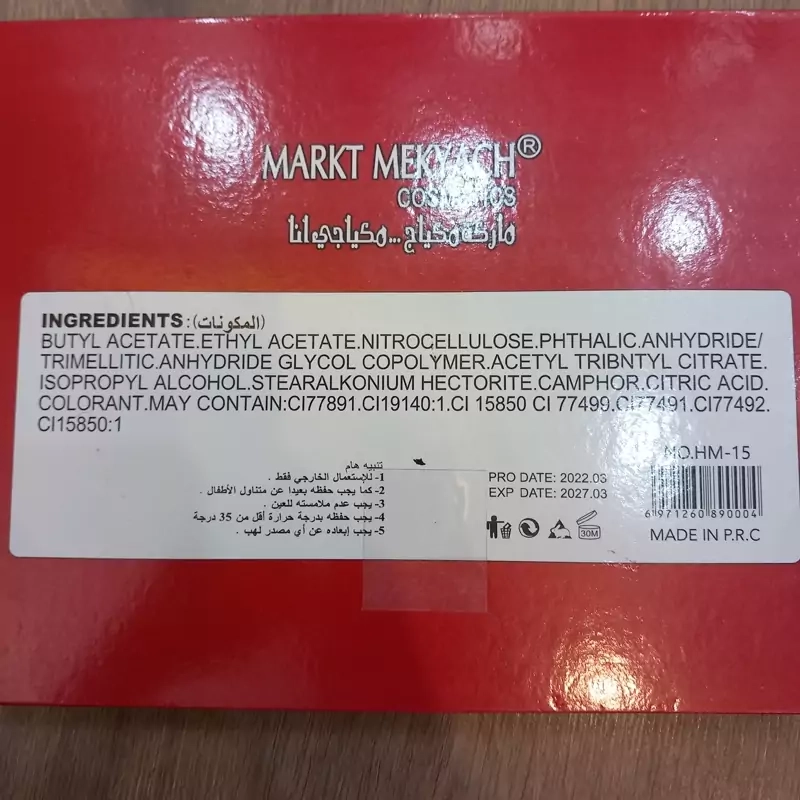 MARKT MEKYACH®
COSMETICS
ماركة مكياج...مكياجي انا
INGREDIENTS:(المكونات)
BUTYL ACETATE.ETHYL ACETATE.NITROCELLULOSE.PHTHALIC.ANHYDRIDE/
TRIMELLITIC.ANHYDRIDE GLYCOL COPOLYMER.ACETYL TRIBNTYL CITRATE.
ISOPROPYL ALCOHOL.STEARALKONIUM HECTORITE.CAMPHOR.CITRIC ACID.
COLORANT.MAY CONTAIN:CI77891.CI19140:1.CI 15850 CI 77499.CI77491.CI77492.
CI15850:1
تنبيه هام
1- للإستعمال الخارجي فقط .
2- كما يجب حفظه بعيدا عن متناول الأطفال .
3- يجب عدم ملامسته للعين .
4- يجب حفظه بدرجة حرارة أقل من 35 درجة
5- يجب إبعاده عن أي مصدر لهب .
PRO DATE: 2022.03
EXP DATE: 2027.03
30M
NO.HM-15
6 971260 890004
MADE IN P.R.C